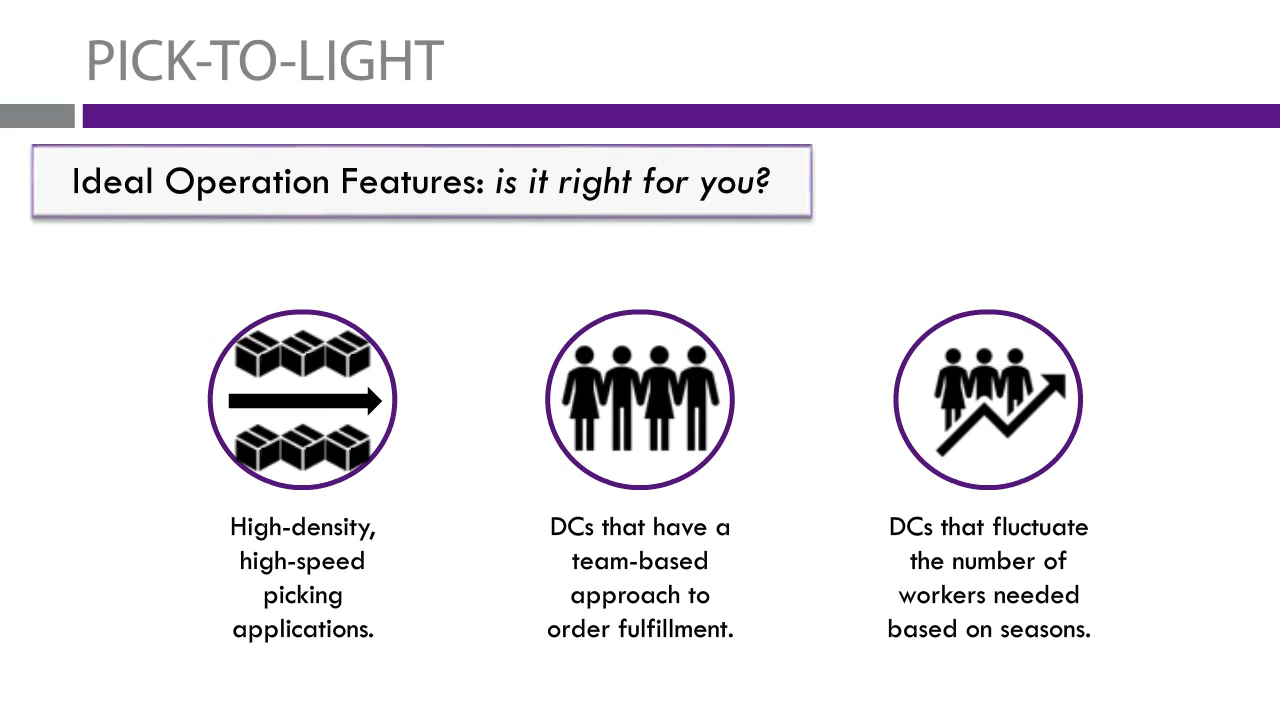 PICK-TO-LIGHT
Ideal Operation Features: is it right for you?
High-density,
high-speed
picking
applications.
DCs that have a
team-based
approach to
order fulfillment.
DCs that fluctuate
the number of
workers needed
based on seasons.